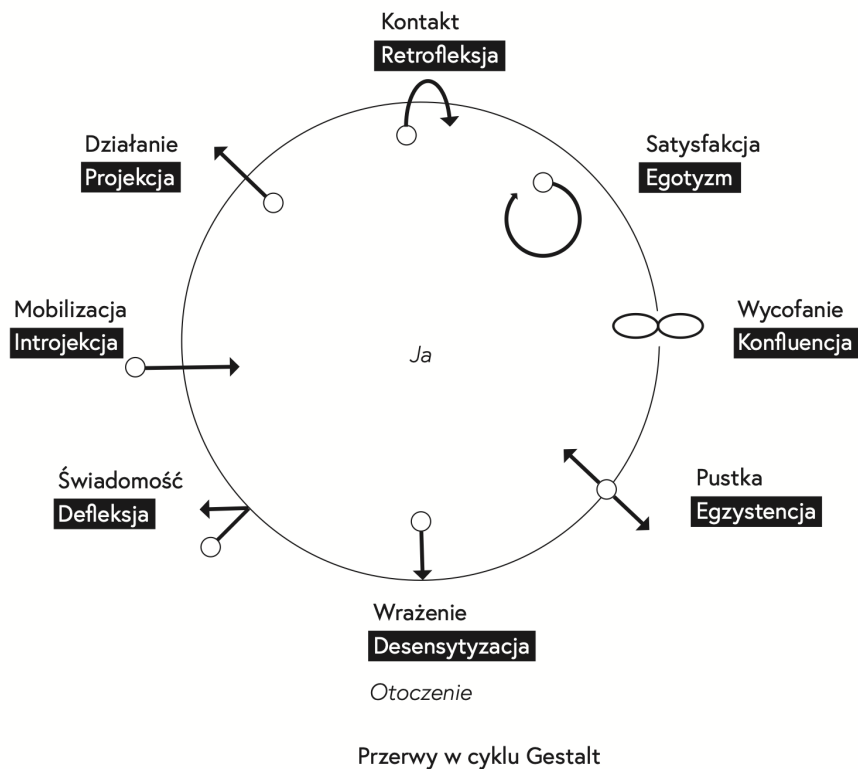 Kontakt
Retrofleksja
Działanie
Projekcja
Satysfakcja
Egotyzm
Mobilizacja
Introjekcja
Ja
Wycofanie
Konfluencja
Świadomość
Defleksja
Pustka
Egzystencja
Wrażenie
Desensytyzacja
Otoczenie
Przerwy w cyklu Gestalt